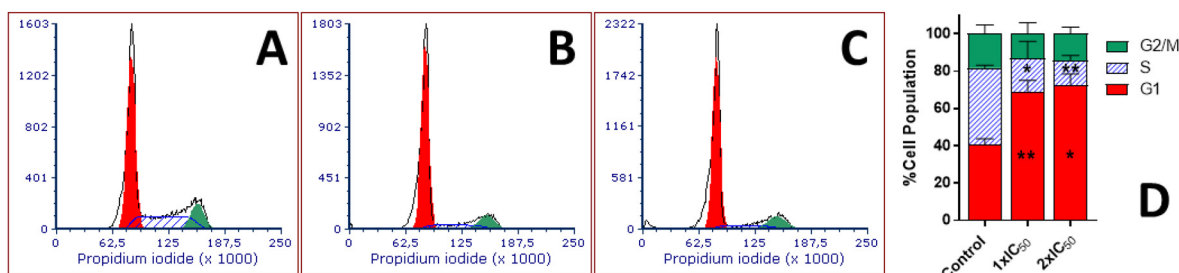 1603
1202
802
401
0
0 62,5 125 187,5 250
Propidium iodide (x 1000)
A
1803
1352
902
451
0
0 62,5 125 187,5 250
Propidium iodide (x 1000)
B
2322
1742
1161
581
0
0 62,5 125 187,5 250
Propidium iodide (x 1000)
C
%Cell Population
100
80
60
40
20
0
*
**
**
*
Control
1xIC₅₀
2xIC₅₀
G2/M
S
G1
D